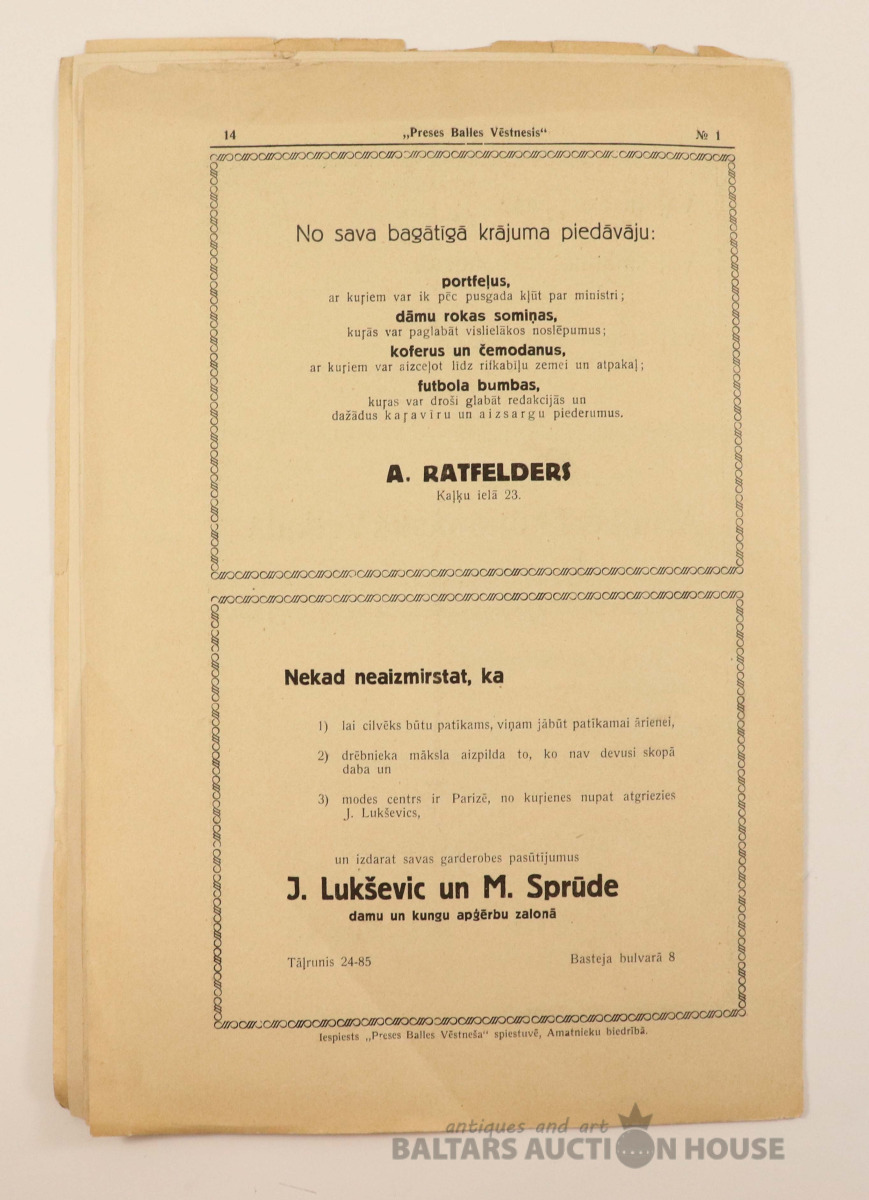 14 „Preses Balles Vēstnesis“ № 1
No sava bagātīgā krājuma piedāvāju:
portfeļus,
ar kuŗiem var ik pēc pusgada kļūt par ministri;
dāmu rokas somiņas,
kuŗās var paglabāt vislielākos noslēpumus;
koferus un čemodanus,
ar kuŗiem var aizceļot līdz rifkabiļu zemei un atpakaļ;
futbola bumbas,
kuŗas var droši glabāt redakcijās un
dažādus kaŗavīru un aizsargu piederumus.
A. RATFELDERS
Kaļķu ielā 23.
Nekad neaizmirstat, ka
1) lai cilvēks būtu patīkams, viņam jābūt patīkamai ārienei,
2) drēbnieka māksla aizpilda to, ko nav devusi skopā
daba un
3) modes centrs ir Parizē, no kuŗienes nupat atgriezies
J. Lukševics,
un izdarat savas garderobes pasūtījumus
J. Lukševic un M. Sprūde
damu un kungu apģērbu zalonā
Tāļrunis 24-85 Basteja bulvarā 8
Iespiests „Preses Balles Vēstneša“ spiestuvē, Amatnieku biedrībā.
antiques and art
BALTARS AUCTION HOUSE